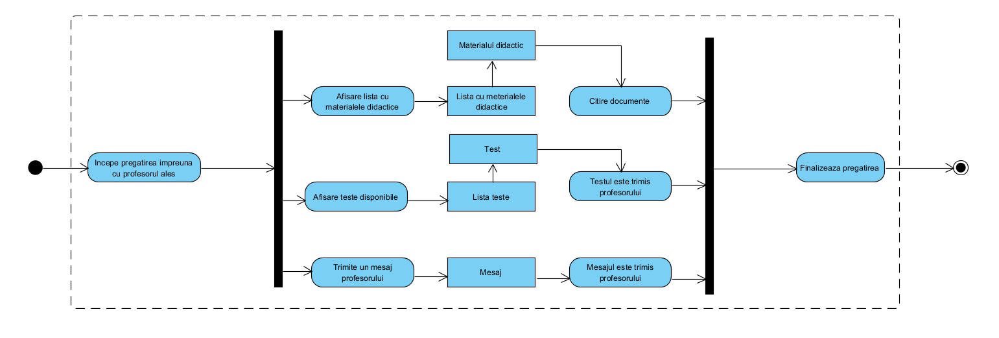 Incepe pregatirea impreuna
cu profesorul ales
Afisare lista cu
materialele didactice
Lista cu meterialele
didactice
Materialul didactic
Citire documente
Afisare teste disponibile
Lista teste
Test
Testul este trimis
profesorului
Trimite un mesaj
profesorului
Mesaj
Mesajul este trimis
profesorului
Finalizeaza pregatirea